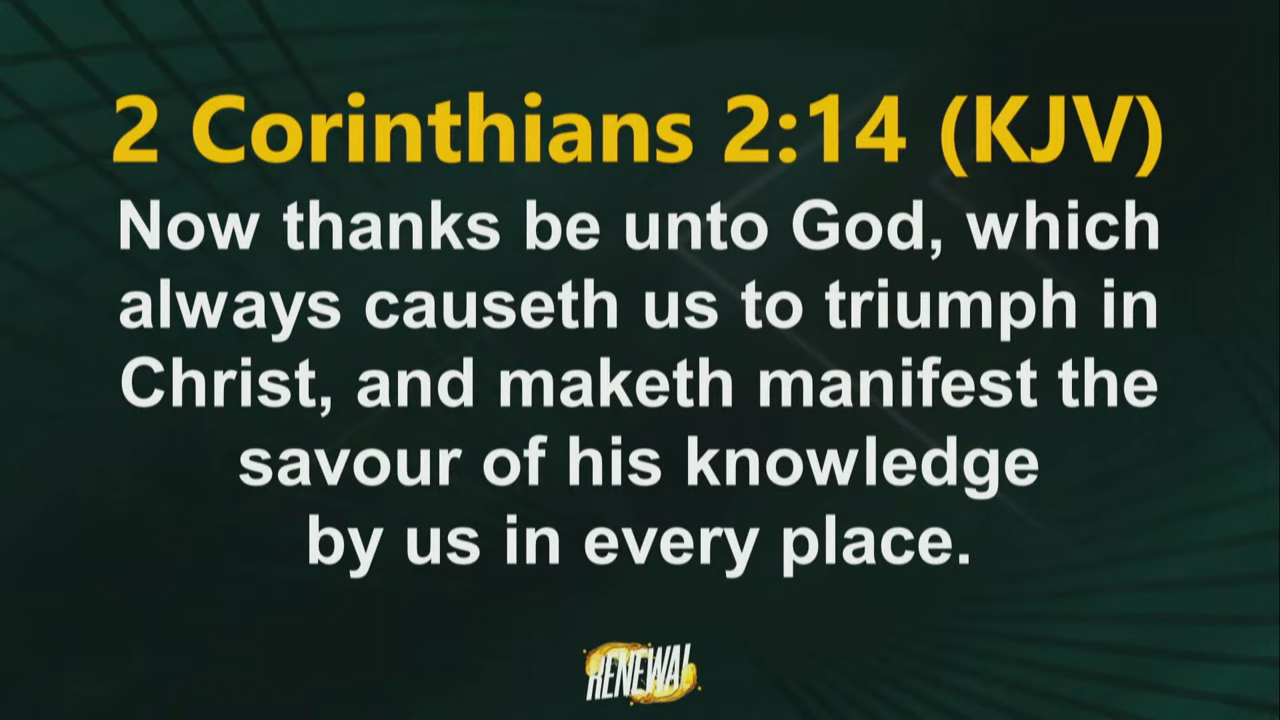 2 Corinthians 2:14 (KJV)
Now thanks be unto God, which
always causeth us to triumph in
Christ, and maketh manifest the
savour of his knowledge
by us in every place.
RENEWAL